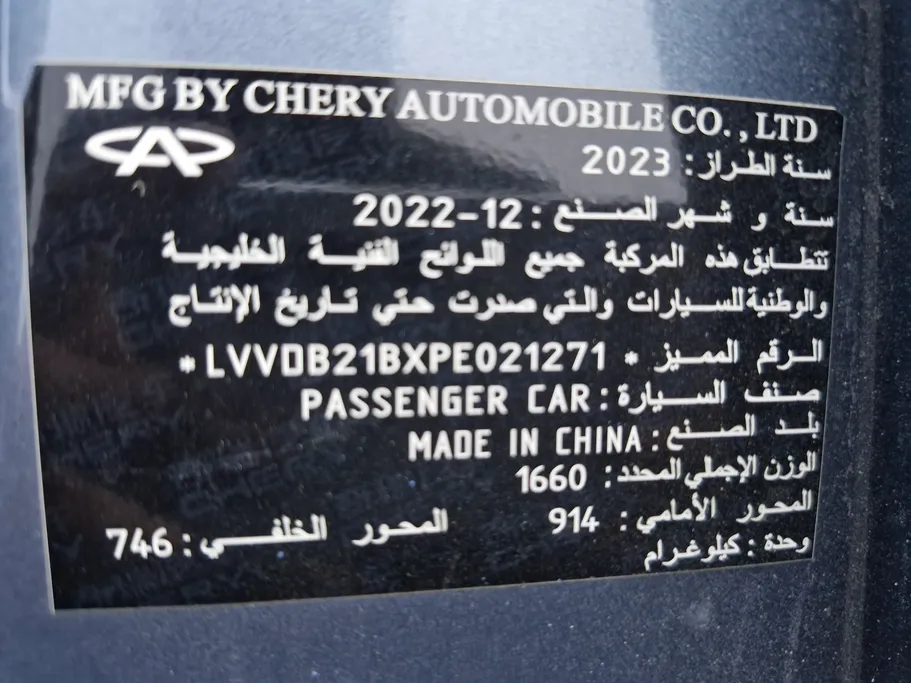 MFG BY CHERY AUTOMOBILE CO., LTD
سنة الطراز: 2023
سنة و شهر الصنع: 2022-12
تتطابق هذه المركبة جميع اللوائح الفنية الخليجية
والوطنية للسيارات والتي صدرت حتي تاريخ الإنتاج
الرقم المميز * LVVDB21BXPE021271 *
صنف السيارة: PASSENGER CAR
بلد الصنع: MADE IN CHINA
الوزن الإجمالي المحدد: 1660
المحور الأمامي: 914 المحور الخلفي: 746
وحدة: كيلوغرام